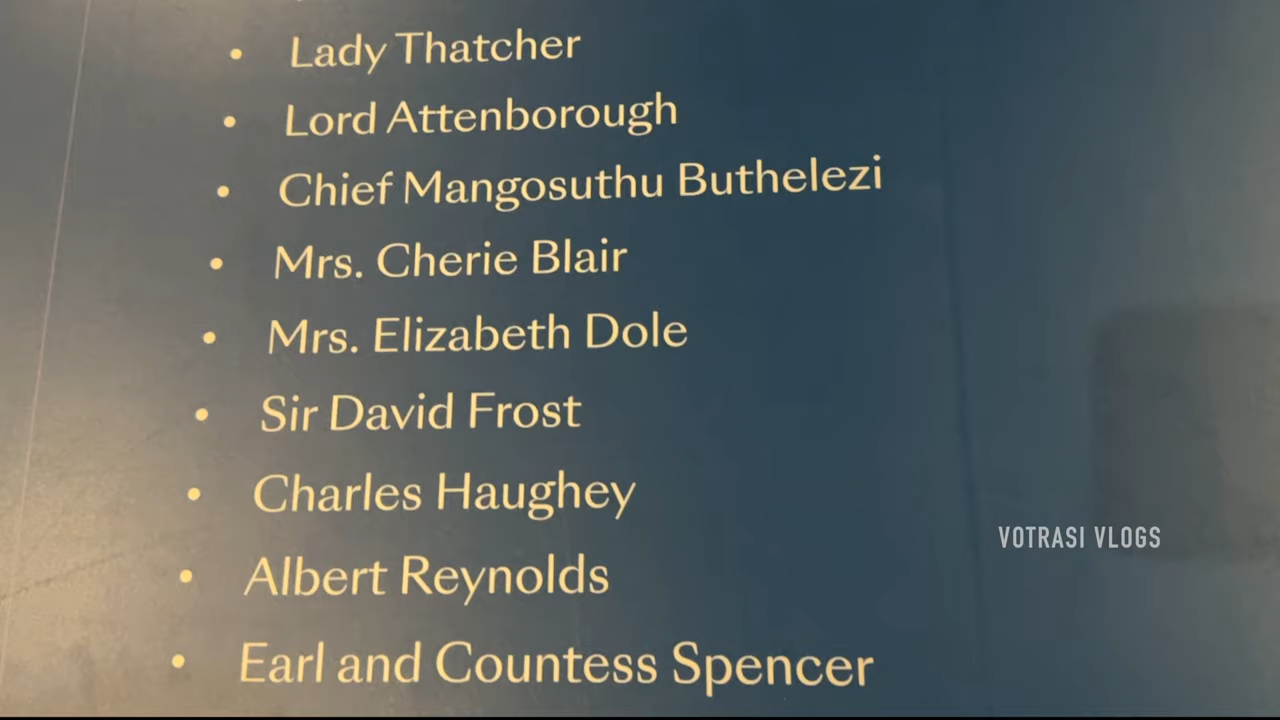 • Lady Thatcher
• Lord Attenborough
• Chief Mangosuthu Buthelezi
• Mrs. Cherie Blair
• Mrs. Elizabeth Dole
• Sir David Frost
• Charles Haughey
VOTRASI VLOGS
• Albert Reynolds
• Earl and Countess Spencer